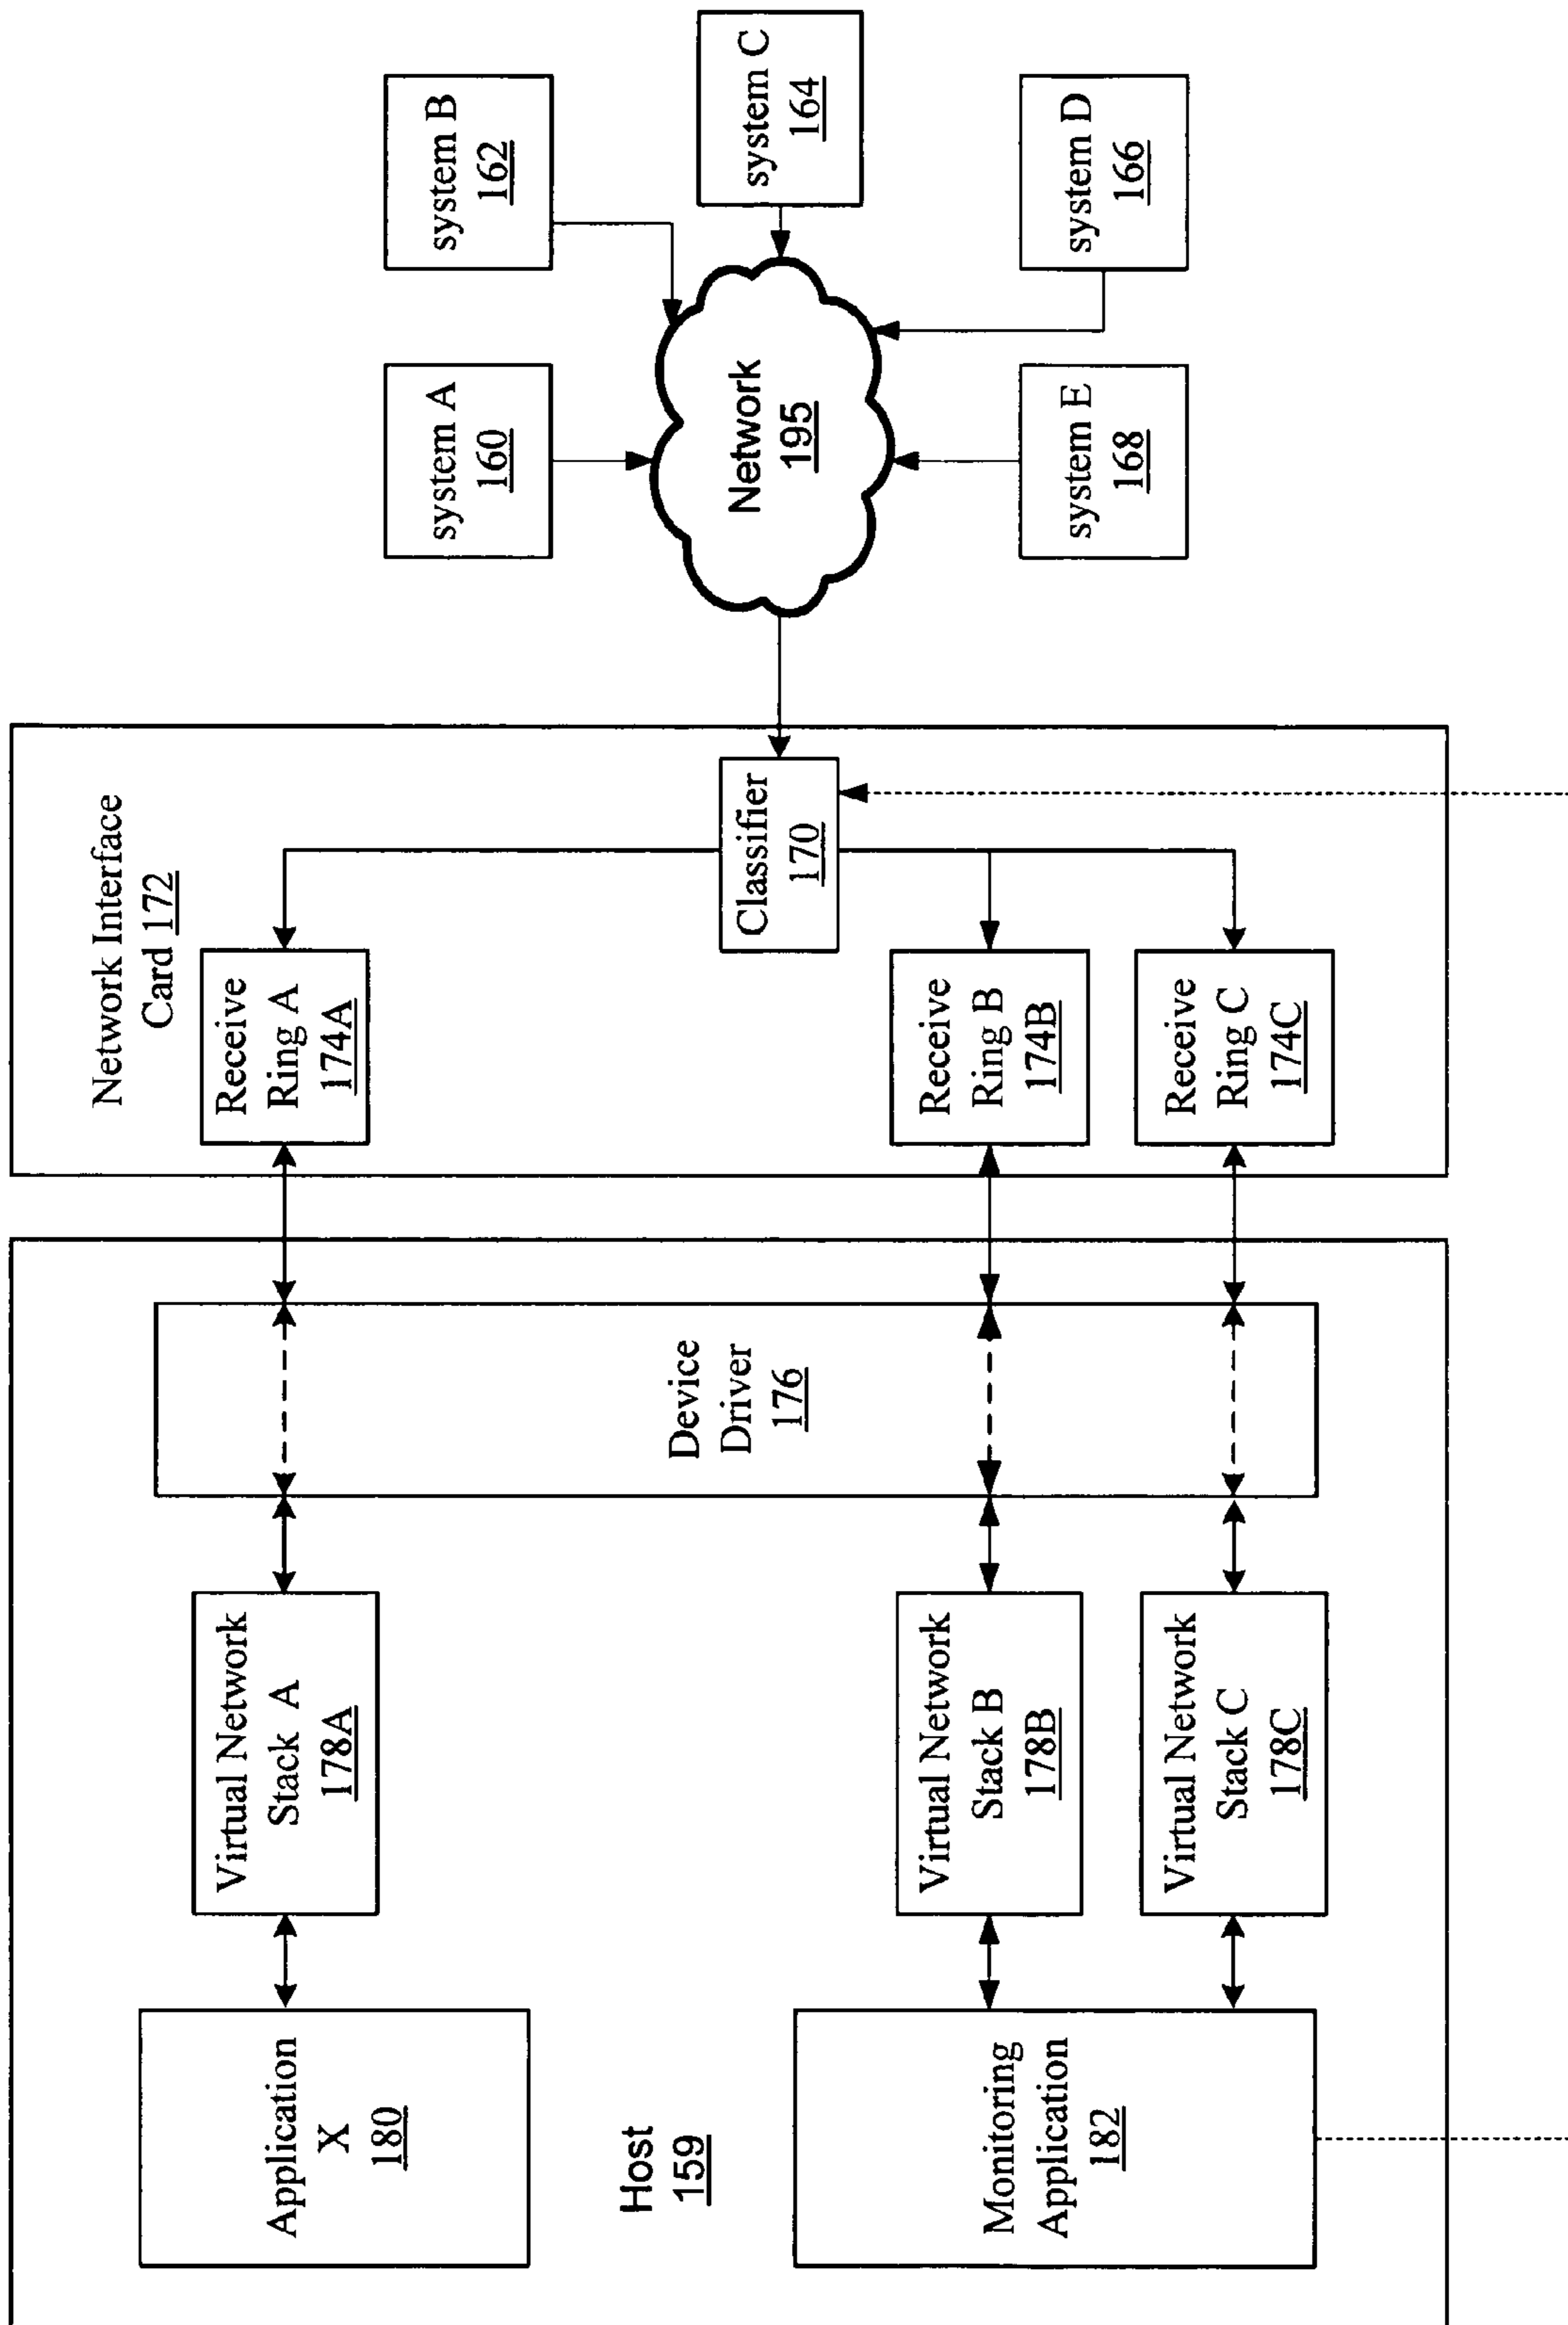 Host
159
Application
X
180
Virtual Network
Stack A
178A
Device
Driver
176
Network Interface
Card 172
Receive
Ring A
174A
Classifier
170
Monitoring
Application
182
Virtual Network
Stack B
178B
Receive
Ring B
174B
Virtual Network
Stack C
178C
Receive
Ring C
174C
Network
195
system A
160
system B
162
system C
164
system D
166
system E
168